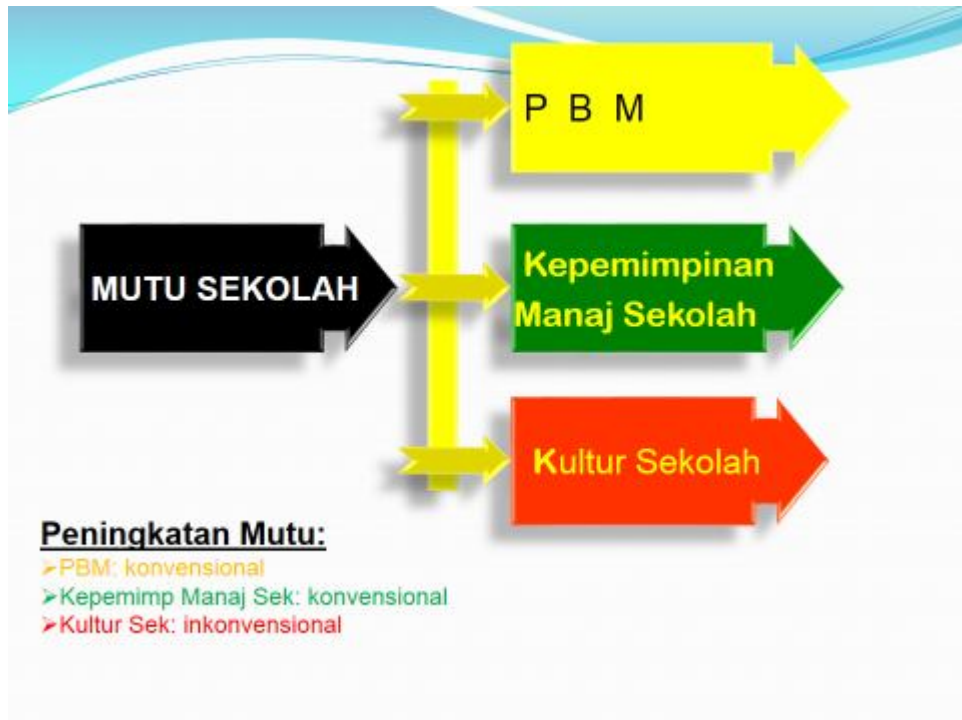 P B M
MUTU SEKOLAH
Kepemimpinan
Manaj Sekolah
Kultur Sekolah
Peningkatan Mutu:
➢PBM: konvensional
➢Kepemimp Manaj Sek: konvensional
➢Kultur Sek: inkonvensional